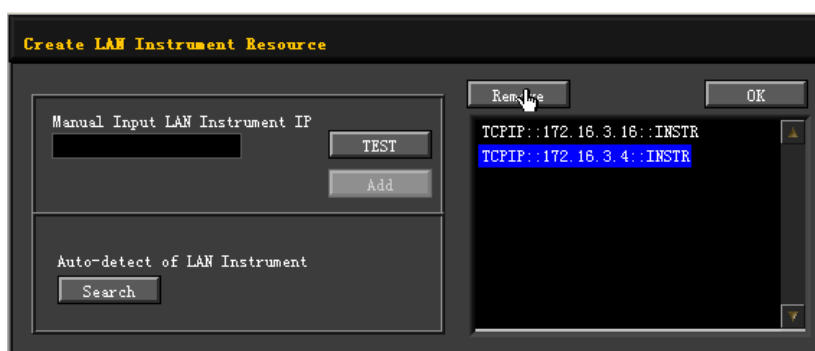 Create LAN Instrument Resource
Manual Input LAN Instrument IP
TEST
Add
Auto-detect of LAN Instrument
Search
Remove
OK
TCPIP::172.16.3.16::INSTR
TCPIP::172.16.3.4::INSTR